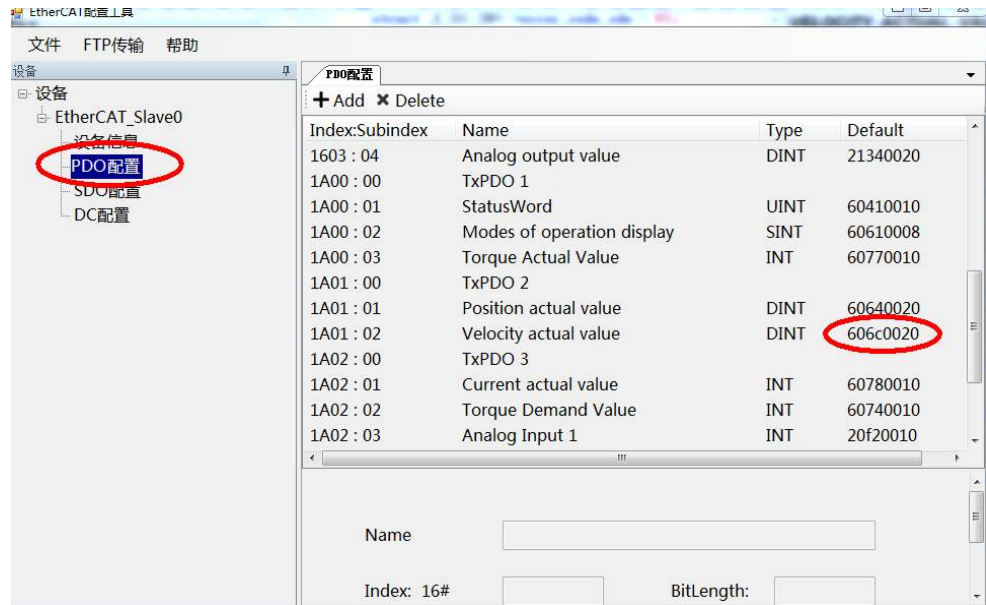 EtherCAT配置工具
文件 FTP传输 帮助
设备
设备
EtherCAT_Slave0
设备信息
PDO配置
SDO配置
DC配置
PDO配置
Add Delete
Index:Subindex Name Type Default
1603 : 04 Analog output value DINT 21340020
1A00 : 00 TxPDO 1
1A00 : 01 StatusWord UINT 60410010
1A00 : 02 Modes of operation display SINT 60610008
1A00 : 03 Torque Actual Value INT 60770010
1A01 : 00 TxPDO 2
1A01 : 01 Position actual value DINT 60640020
1A01 : 02 Velocity actual value DINT 606c0020
1A02 : 00 TxPDO 3
1A02 : 01 Current actual value INT 60780010
1A02 : 02 Torque Demand Value INT 60740010
1A02 : 03 Analog Input 1 INT 20f20010
Name
Index: 16# BitLength: